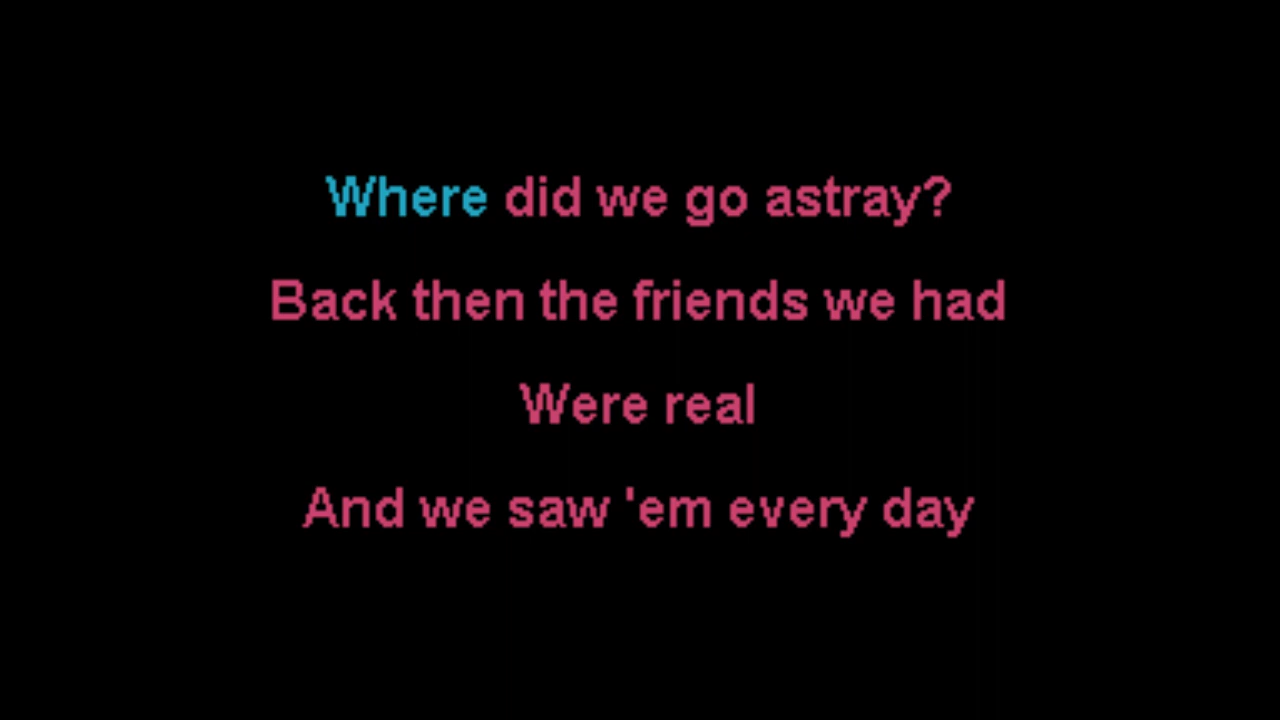 Where did we go astray?
Back then the friends we had
Were real
And we saw 'em every day